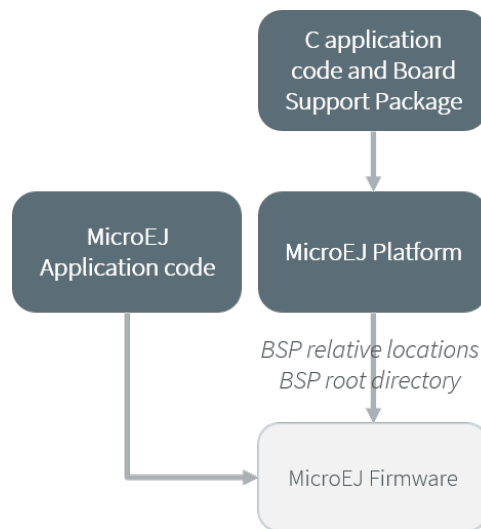 C application
code and Board
Support Package
MicroEJ
Application code
MicroEJ Platform
BSP relative locations
BSP root directory
MicroEJ Firmware